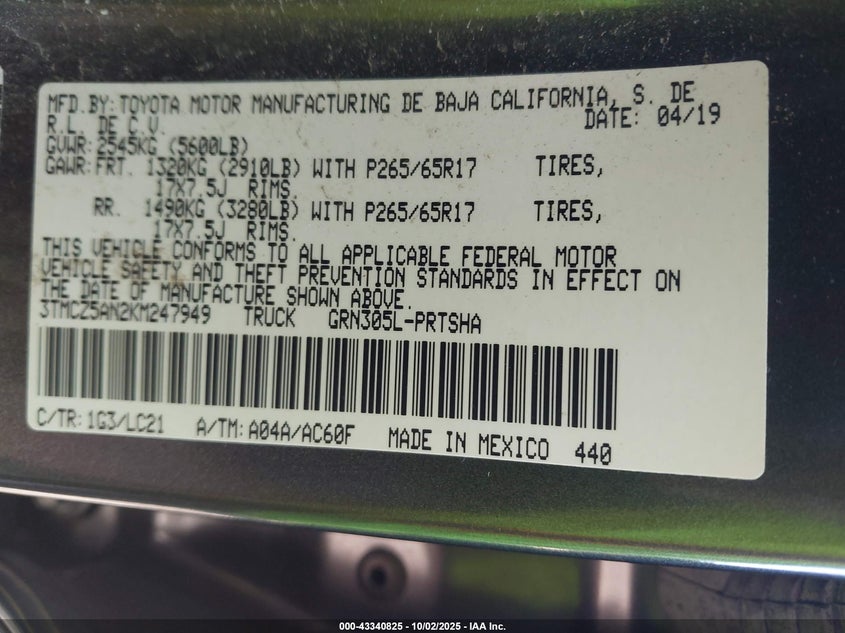 MFD.BY: TOYOTA MOTOR MANUFACTURING DE BAJA CALIFORNIA, S. DE
R.L. DE C.V. DATE: 04/19
GVWR: 2545KG (5600LB)
GAWR: FRT. 1320KG (2910LB) WITH P265/65R17 TIRES,
17X7.5J RIMS.
RR. 1490KG (3280LB) WITH P265/65R17 TIRES,
17X7.5J RIMS.
THIS VEHICLE CONFORMS TO ALL APPLICABLE FEDERAL MOTOR
VEHICLE SAFETY AND THEFT PREVENTION STANDARDS IN EFFECT ON
THE DATE OF MANUFACTURE SHOWN ABOVE.
3TMCZ5AN2KM247949 TRUCK GRN305L-PRTSHA
C/TR: 1G3/LC21 A/TM: A04A/AC60F MADE IN MEXICO 440
000-43340825 - 10/02/2025 - IAA Inc.